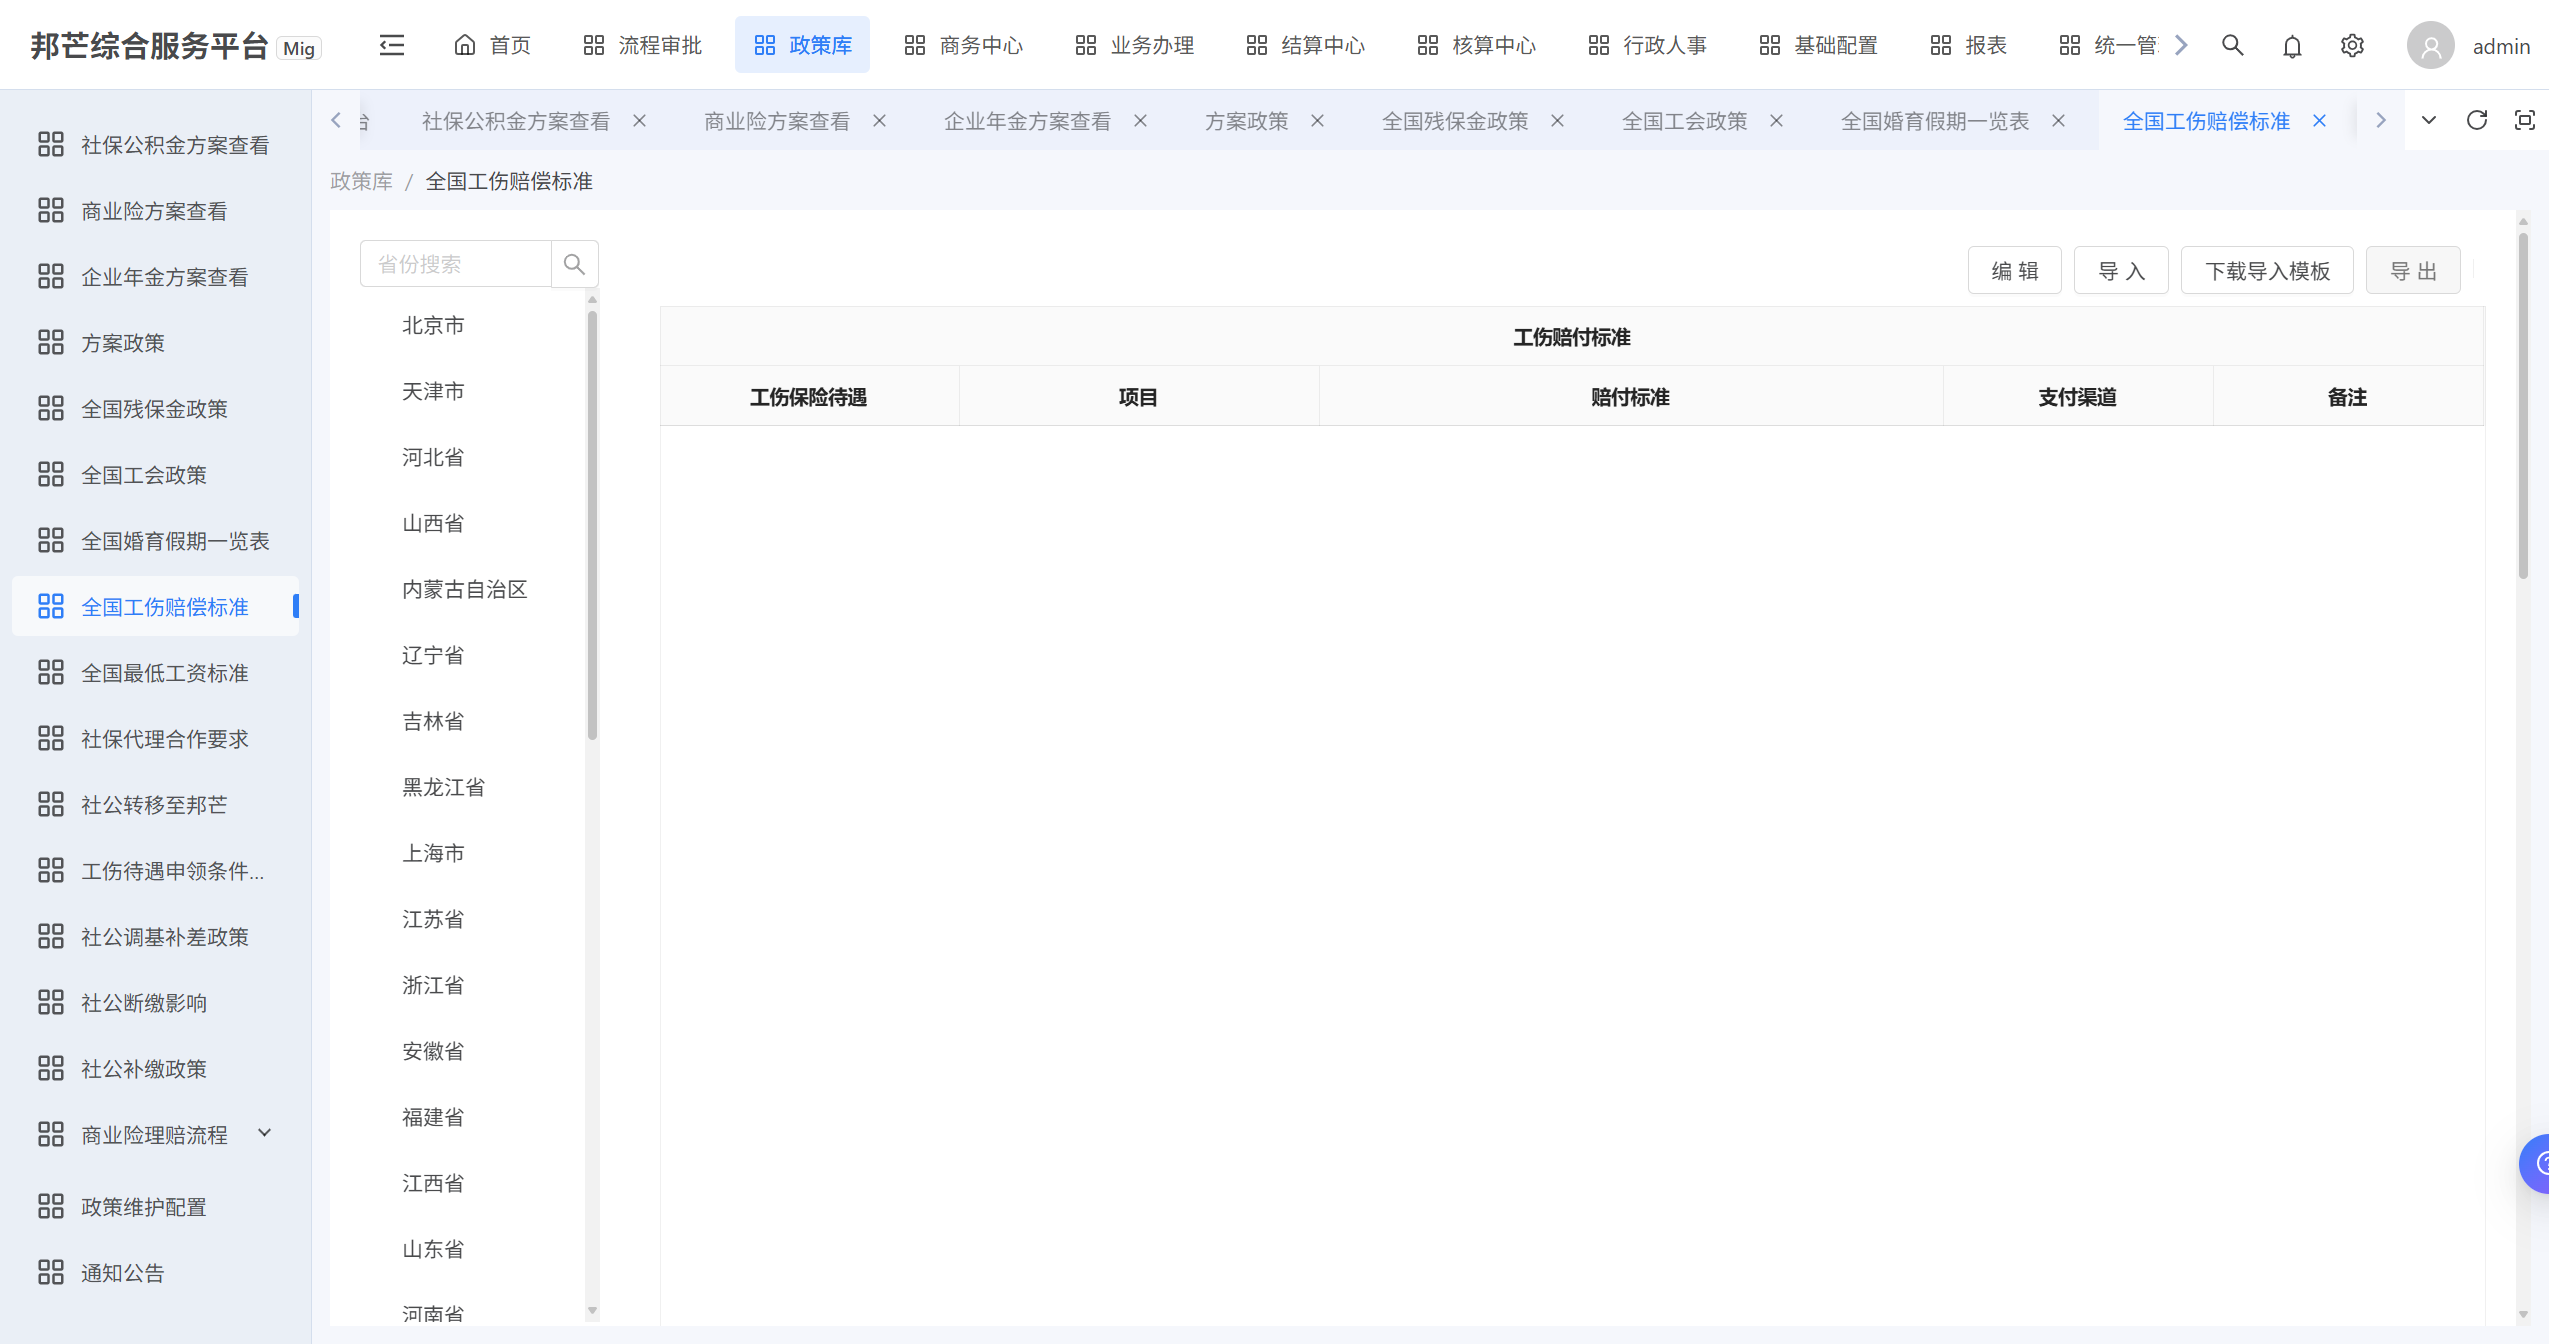 邦芒综合服务平台 Mig
首页 流程审批 政策库 商务中心 业务办理 结算中心 核算中心 行政人事 基础配置 报表 统一管 admin
社保公积金方案查看 商业险方案查看 企业年金方案查看 方案政策 全国残保金政策 全国工会政策 全国婚育假期一览表 全国工伤赔偿标准
政策库 / 全国工伤赔偿标准
社保公积金方案查看
商业险方案查看
企业年金方案查看
方案政策
全国残保金政策
全国工会政策
全国婚育假期一览表
全国工伤赔偿标准
全国最低工资标准
社保代理合作要求
社公转移至邦芒
工伤待遇申领条件...
社公调基补差政策
社公断缴影响
社公补缴政策
商业险理赔流程
政策维护配置
通知公告
省份搜索
北京市
天津市
河北省
山西省
内蒙古自治区
辽宁省
吉林省
黑龙江省
上海市
江苏省
浙江省
安徽省
福建省
江西省
山东省
河南省
编 辑 导 入 下载导入模板 导 出
工伤赔付标准
工伤保险待遇 项目 赔付标准 支付渠道 备注